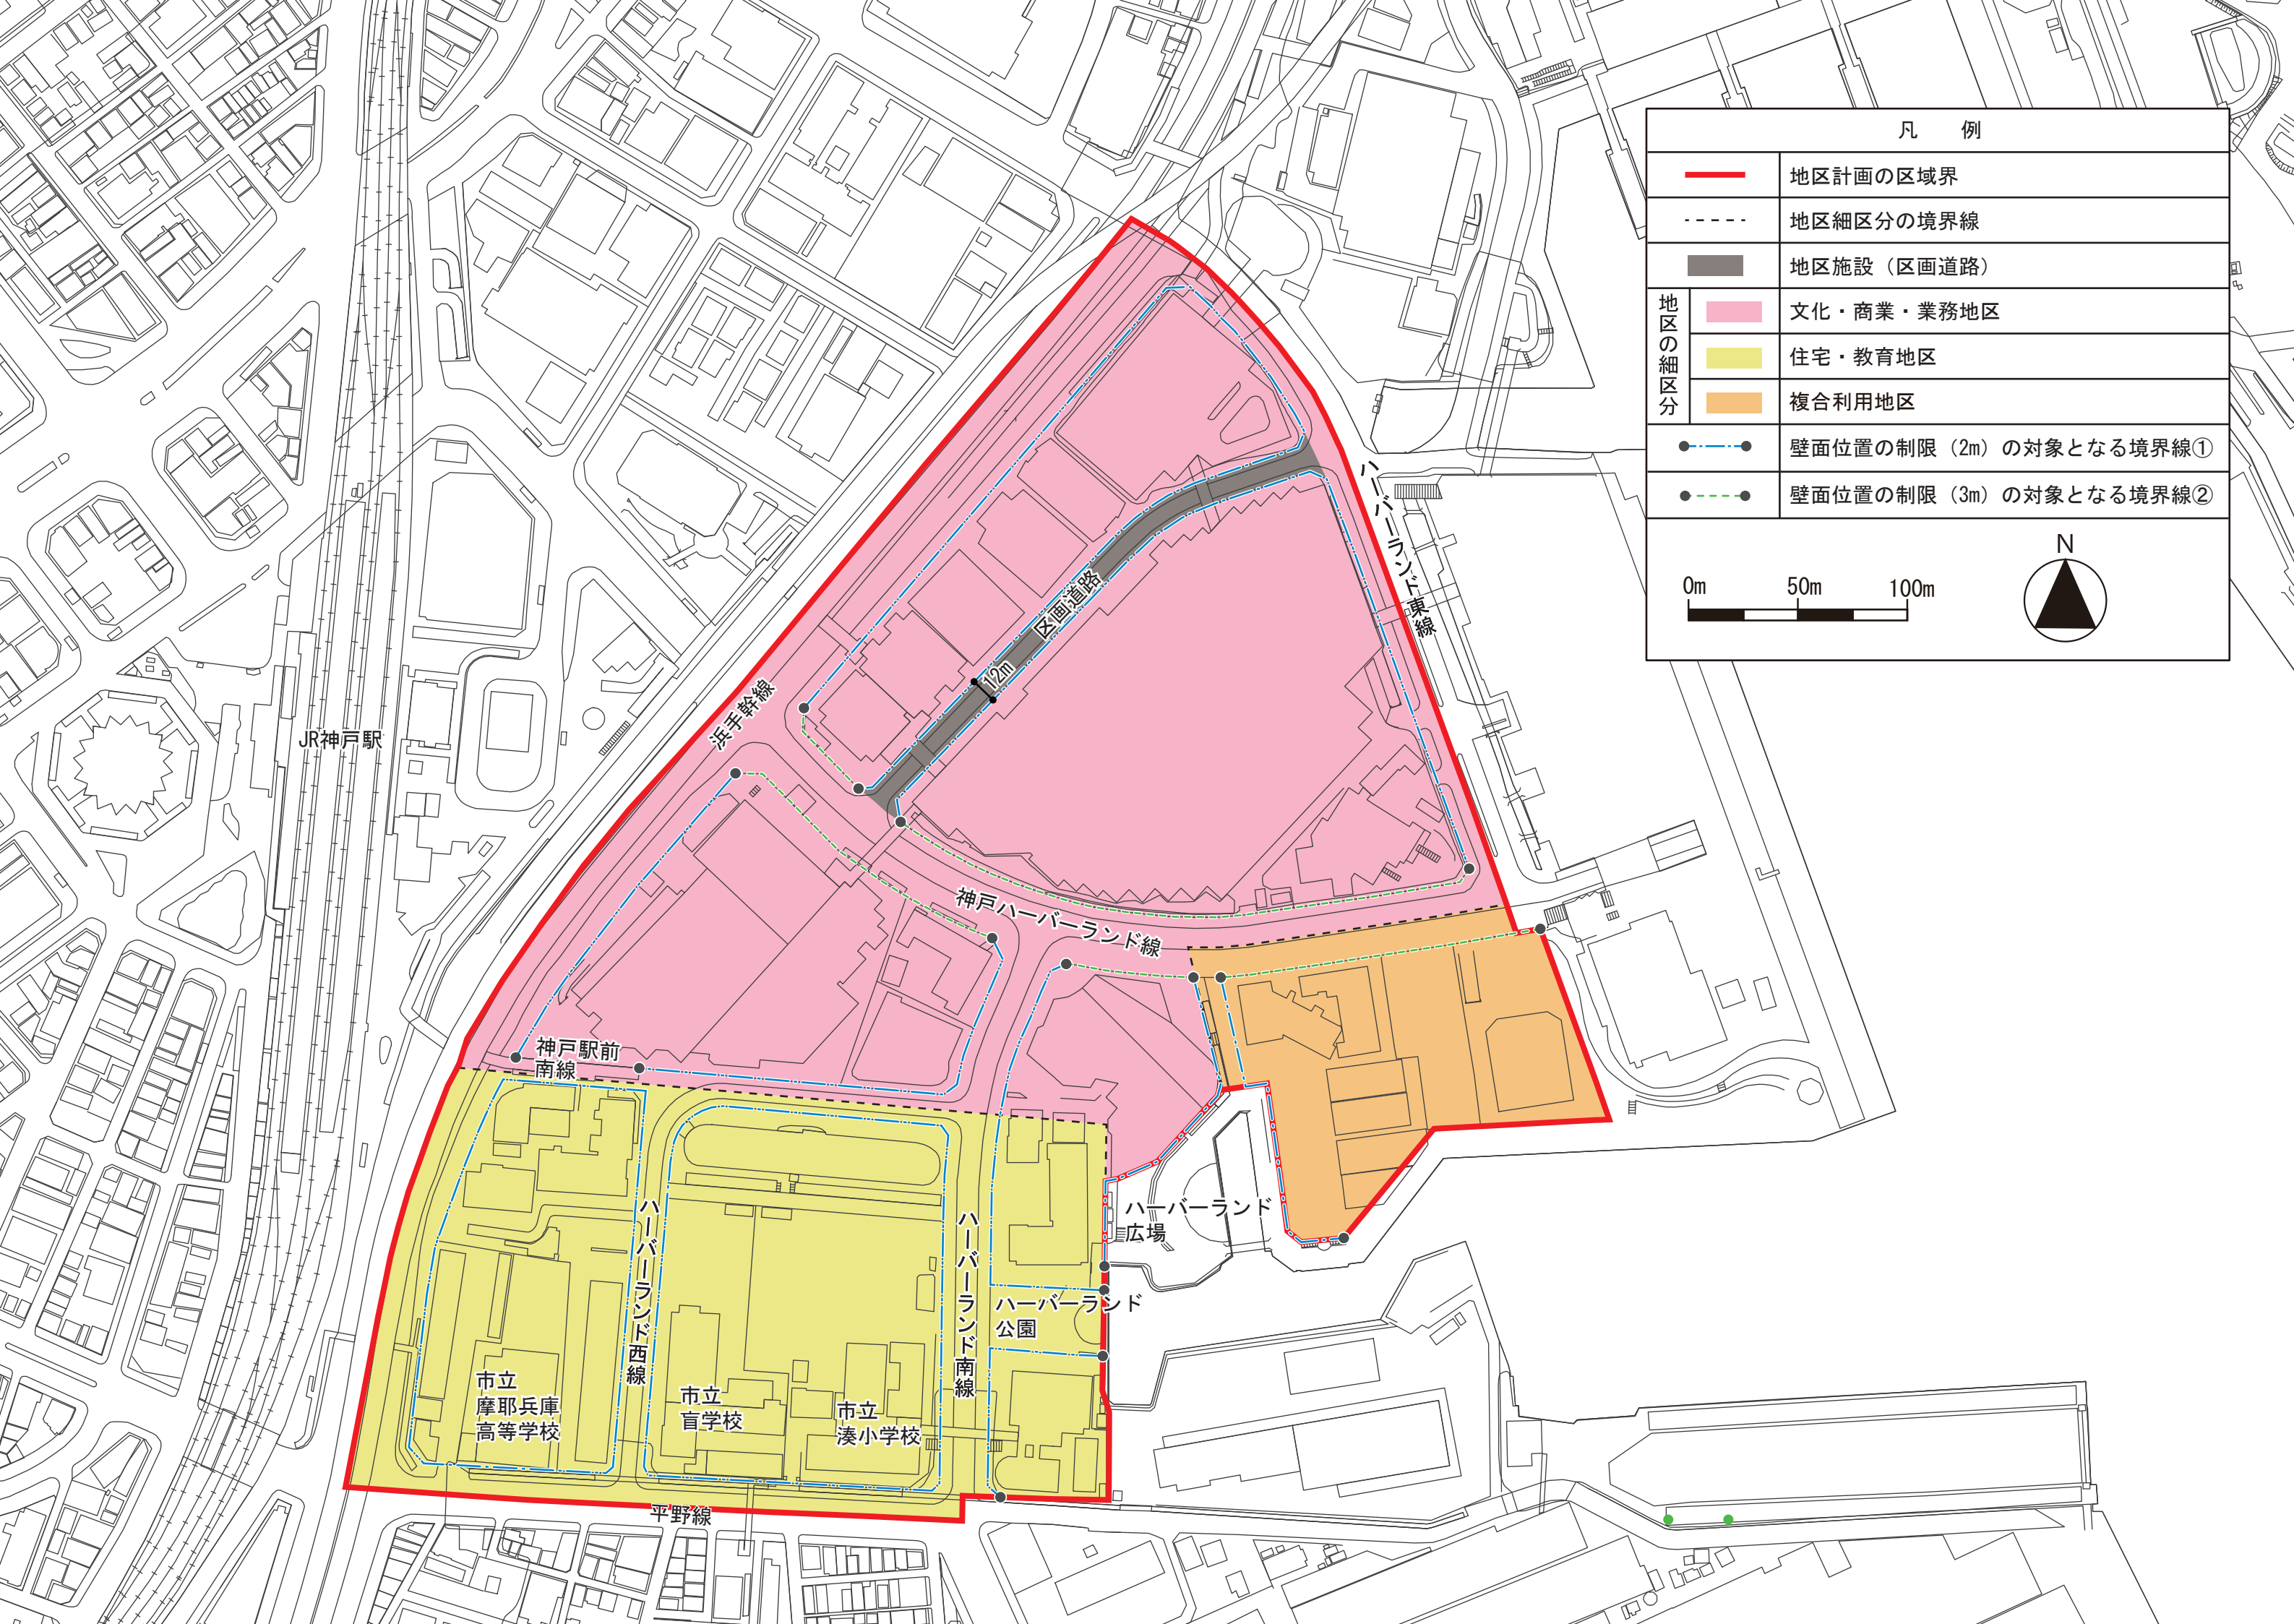 凡 例
地区計画の区域界
地区細区分の境界線
地区施設（区画道路）
地区の細区分
文化・商業・業務地区
住宅・教育地区
複合利用地区
壁面位置の制限（2m）の対象となる境界線①
壁面位置の制限（3m）の対象となる境界線②
0m 50m 100m
N
ハーバーランド東線
区画道路
12m
浜手幹線
JR神戸駅
神戸ハーバーランド線
神戸駅前
南線
ハーバーランド
広場
ハーバーランド西線
ハーバーランド南線
ハーバーランド
公園
市立
摩耶兵庫
高等学校
市立
盲学校
市立
湊小学校
平野線